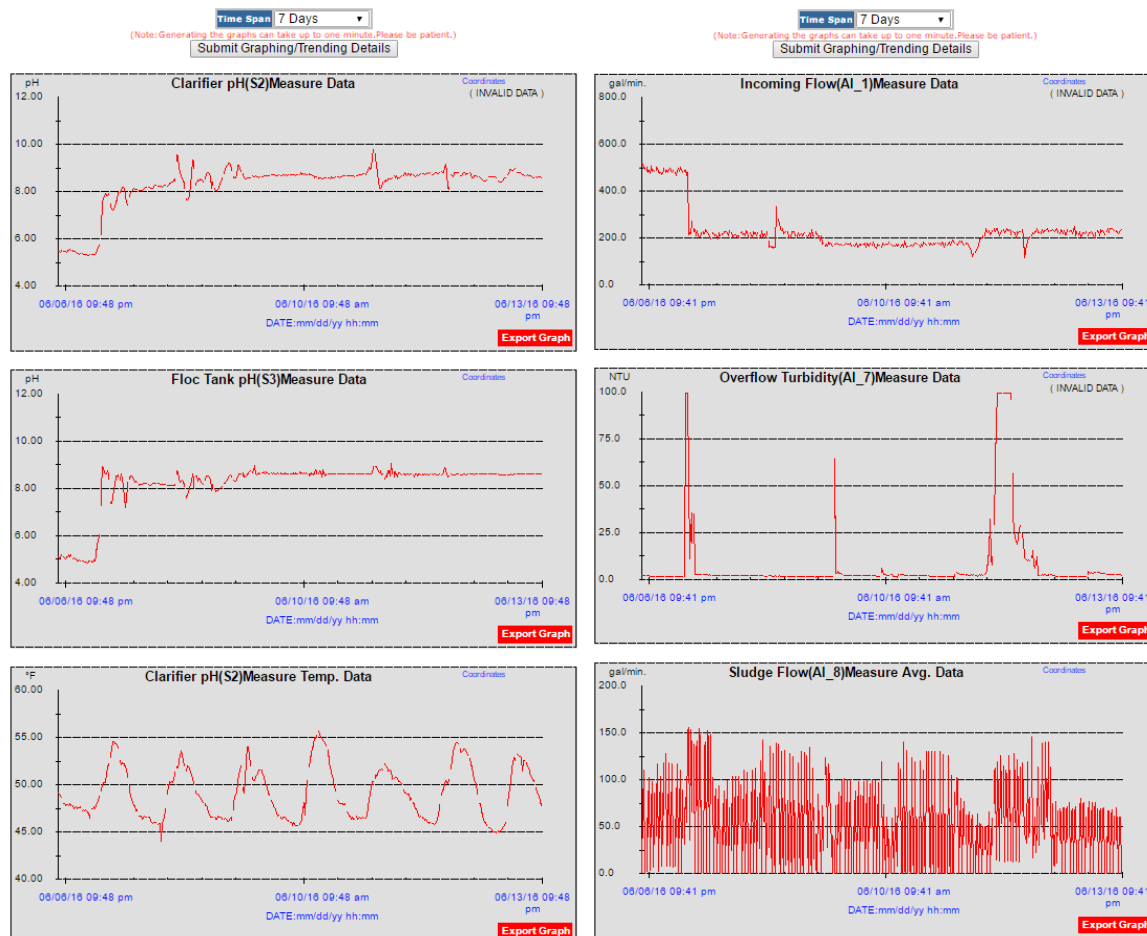 Time Span 7 Days
(Note:Generating the graphs can take up to one minute.Please be patient.)
Submit Graphing/Trending Details
pH
Clarifier pH(S2)Measure Data
Coordinates
( INVALID DATA )
12.00
10.00
8.00
6.00
4.00
06/06/16 09:48 pm
06/10/16 09:48 am
06/13/16 09:48
pm
DATE:mm/dd/yy hh:mm
Export Graph
pH
Floc Tank pH(S3)Measure Data
Coordinates
12.00
10.00
8.00
6.00
4.00
06/06/16 09:48 pm
06/10/16 09:48 am
06/13/16 09:48
pm
DATE:mm/dd/yy hh:mm
Export Graph
°F
Clarifier pH(S2)Measure Temp. Data
Coordinates
60.00
55.00
50.00
45.00
40.00
06/06/16 09:48 pm
06/10/16 09:48 am
06/13/16 09:48
pm
DATE:mm/dd/yy hh:mm
Export Graph
Time Span 7 Days
(Note:Generating the graphs can take up to one minute.Please be patient.)
Submit Graphing/Trending Details
gal/min.
Incoming Flow(AI_1)Measure Data
Coordinates
( INVALID DATA )
800.0
600.0
400.0
200.0
0.0
06/06/16 09:41 pm
06/10/16 09:41 am
06/13/16 09:41
pm
DATE:mm/dd/yy hh:mm
Export Graph
NTU
Overflow Turbidity(AI_7)Measure Data
Coordinates
( INVALID DATA )
100.0
75.0
50.0
25.0
0.0
06/06/16 09:41 pm
06/10/16 09:41 am
06/13/16 09:41
pm
DATE:mm/dd/yy hh:mm
Export Graph
gal/min.
Sludge Flow(AI_8)Measure Avg. Data
Coordinates
200.0
150.0
100.0
50.0
0.0
06/06/16 09:41 pm
06/10/16 09:41 am
06/13/16 09:41
pm
DATE:mm/dd/yy hh:mm
Export Graph